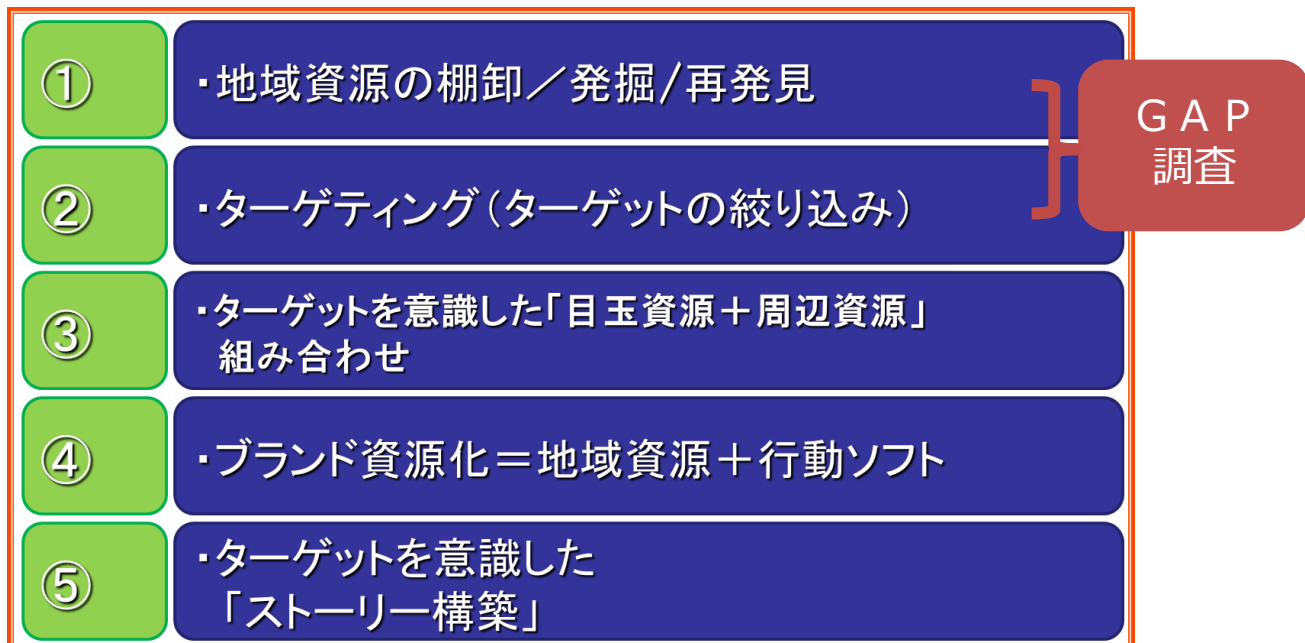 ①
・地域資源の棚卸／発掘/再発見
ＧＡＰ
調査
②
・ターゲティング（ターゲットの絞り込み）
③
・ターゲットを意識した「目玉資源＋周辺資源」
組み合わせ
④
・ブランド資源化＝地域資源＋行動ソフト
⑤
・ターゲットを意識した
「ストーリー構築」